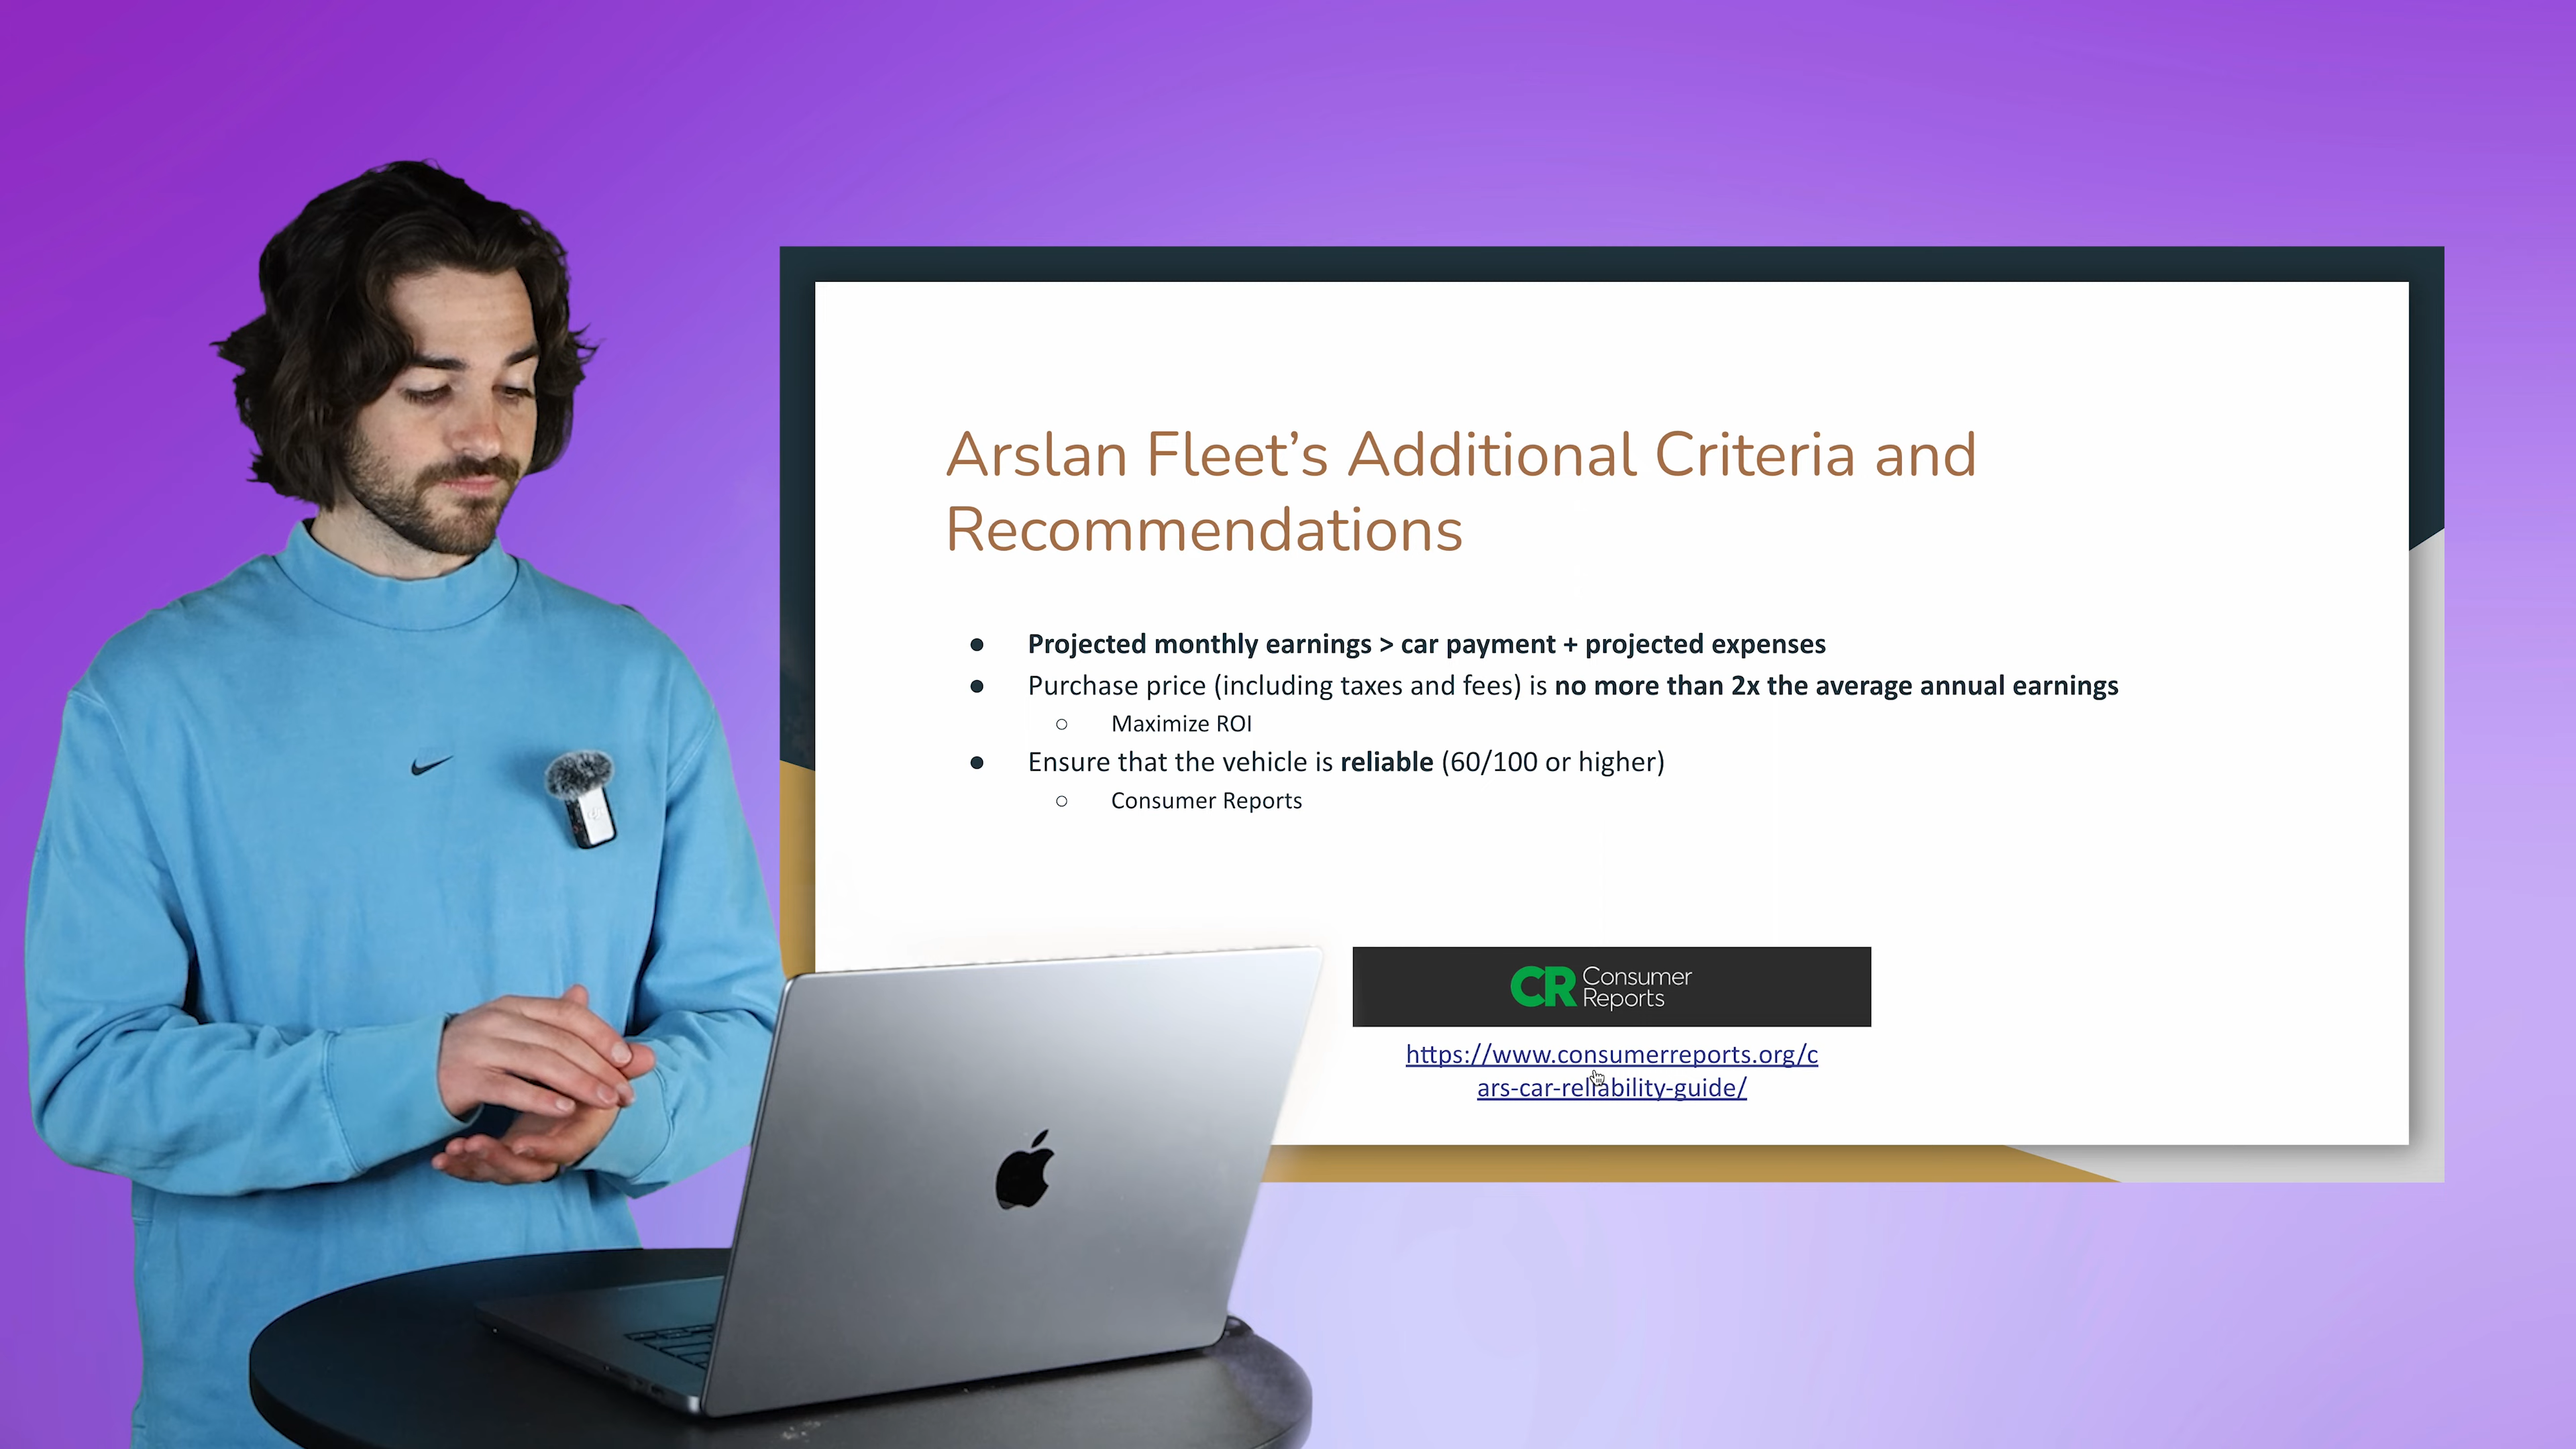 Arslan Fleet’s Additional Criteria and
Recommendations
● Projected monthly earnings > car payment + projected expenses
● Purchase price (including taxes and fees) is no more than 2x the average annual earnings
○ Maximize ROI
● Ensure that the vehicle is reliable (60/100 or higher)
○ Consumer Reports
CR Consumer
Reports
https://www.consumerreports.org/c
ars-car-reliability-guide/